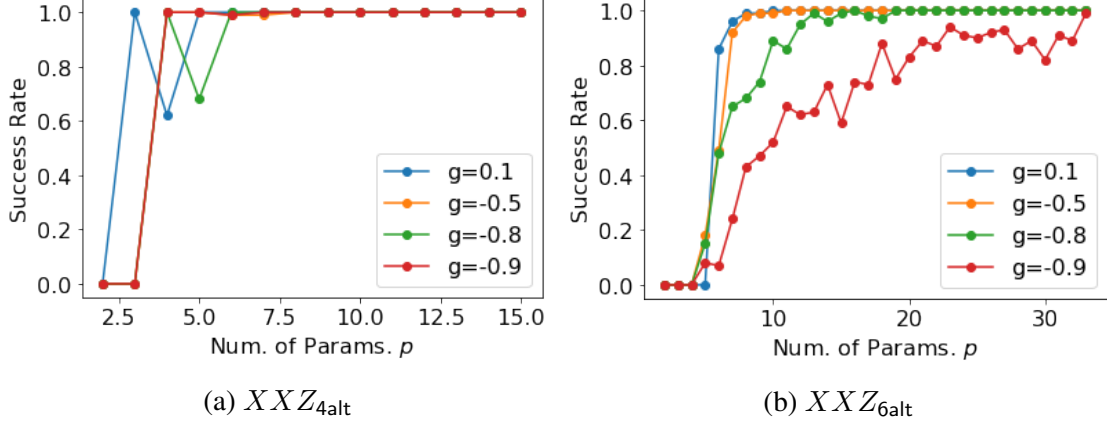 1.0
0.8
0.6
0.4
0.2
0.0
Success Rate
2.5 5.0 7.5 10.0 12.5 15.0
Num. of Params. p
g=0.1
g=-0.5
g=-0.8
g=-0.9
(a) XXZ4alt
1.0
0.8
0.6
0.4
0.2
0.0
Success Rate
10 20 30
Num. of Params. p
g=0.1
g=-0.5
g=-0.8
g=-0.9
(b) XXZ6alt